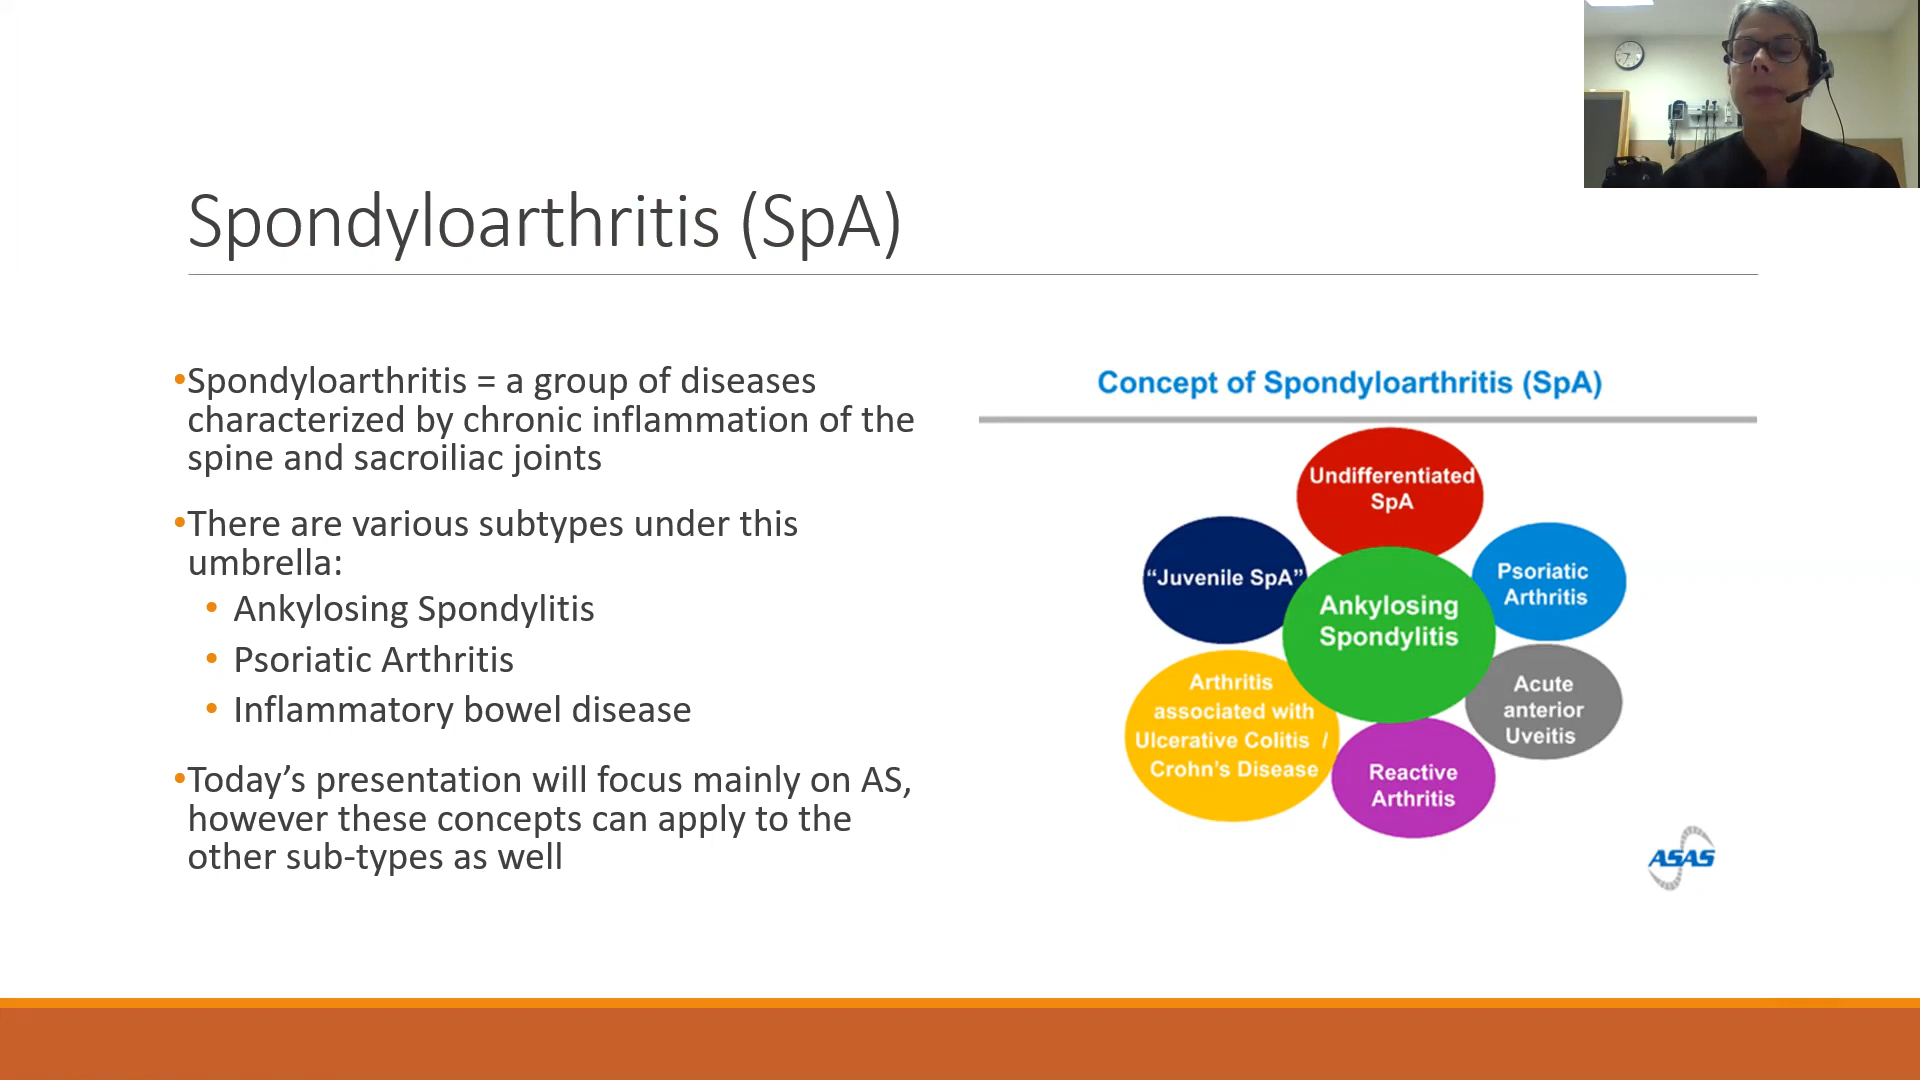 Spondyloarthritis (SpA)
•Spondyloarthritis = a group of diseases
characterized by chronic inflammation of the
spine and sacroiliac joints
•There are various subtypes under this
umbrella:
• Ankylosing Spondylitis
• Psoriatic Arthritis
• Inflammatory bowel disease
•Today’s presentation will focus mainly on AS,
however these concepts can apply to the
other sub-types as well
Concept of Spondyloarthritis (SpA)
Undifferentiated
SpA
“Juvenile SpA”
Psoriatic
Arthritis
Ankylosing
Spondylitis
Arthritis
associated with
Ulcerative Colitis /
Crohn’s Disease
Acute
anterior
Uveitis
Reactive
Arthritis
ASAS